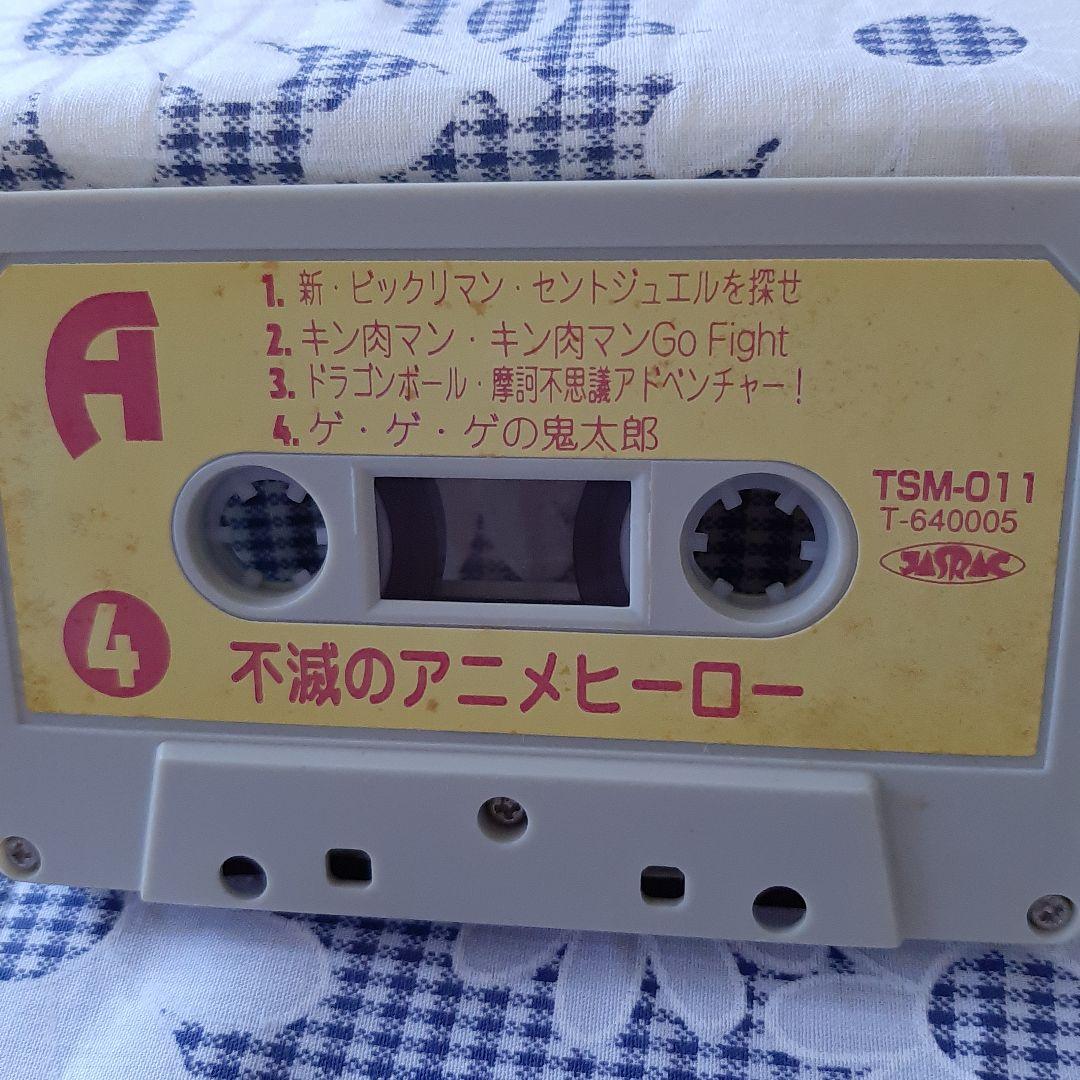 A
1. 新・ビックリマン・セントジュエルを探せ
2. キン肉マン・キン肉マンGo Fight
3. ドラゴンボール・摩訶不思議アドベンチャー!
4. ゲ・ゲ・ゲの鬼太郎
TSM-011
T-640005
JASRAC
4
不滅のアニメヒーロー